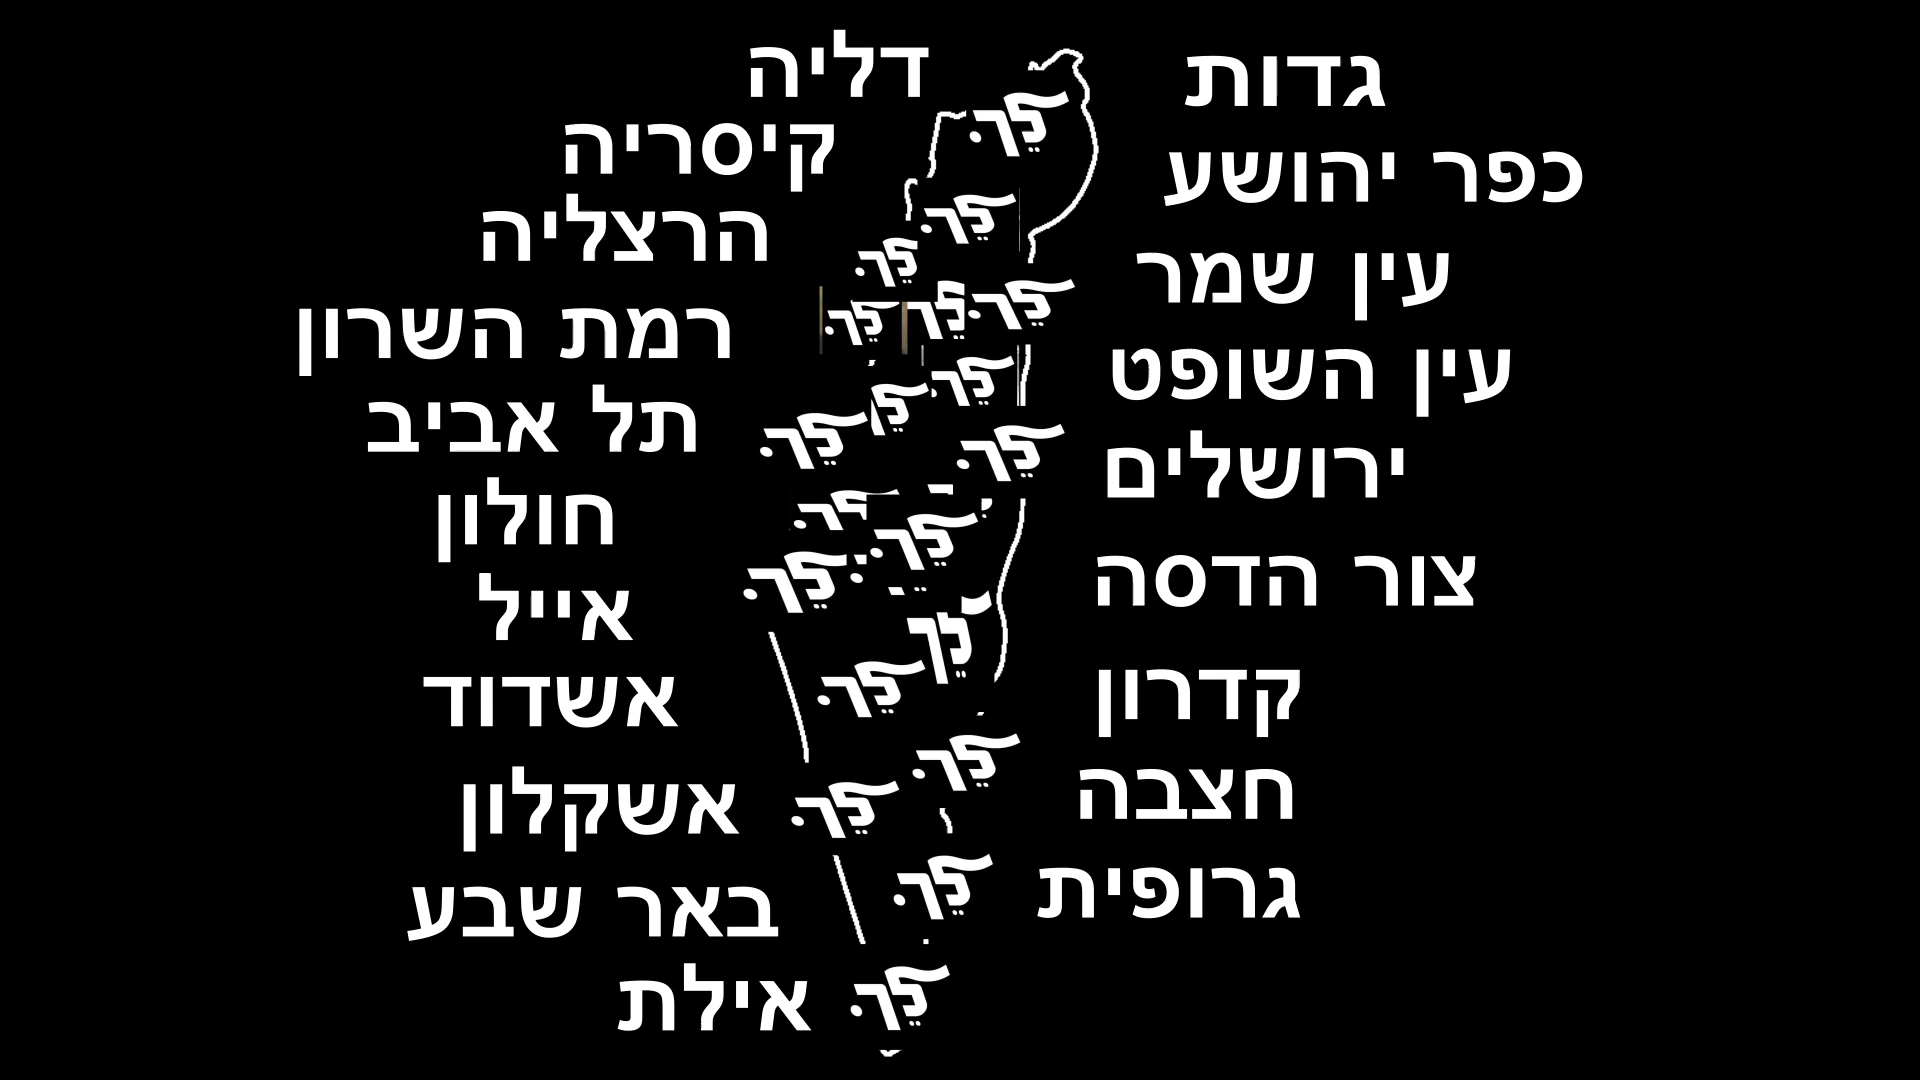 גדות
כפר יהושע
עין שמר
עין השופט
ירושלים
צור הדסה
קדרון
חצבה
גרופית
דליה
קיסריה
הרצליה
רמת השרון
תל אביב
חולון
אייל
אשדוד
אשקלון
באר שבע
אילת